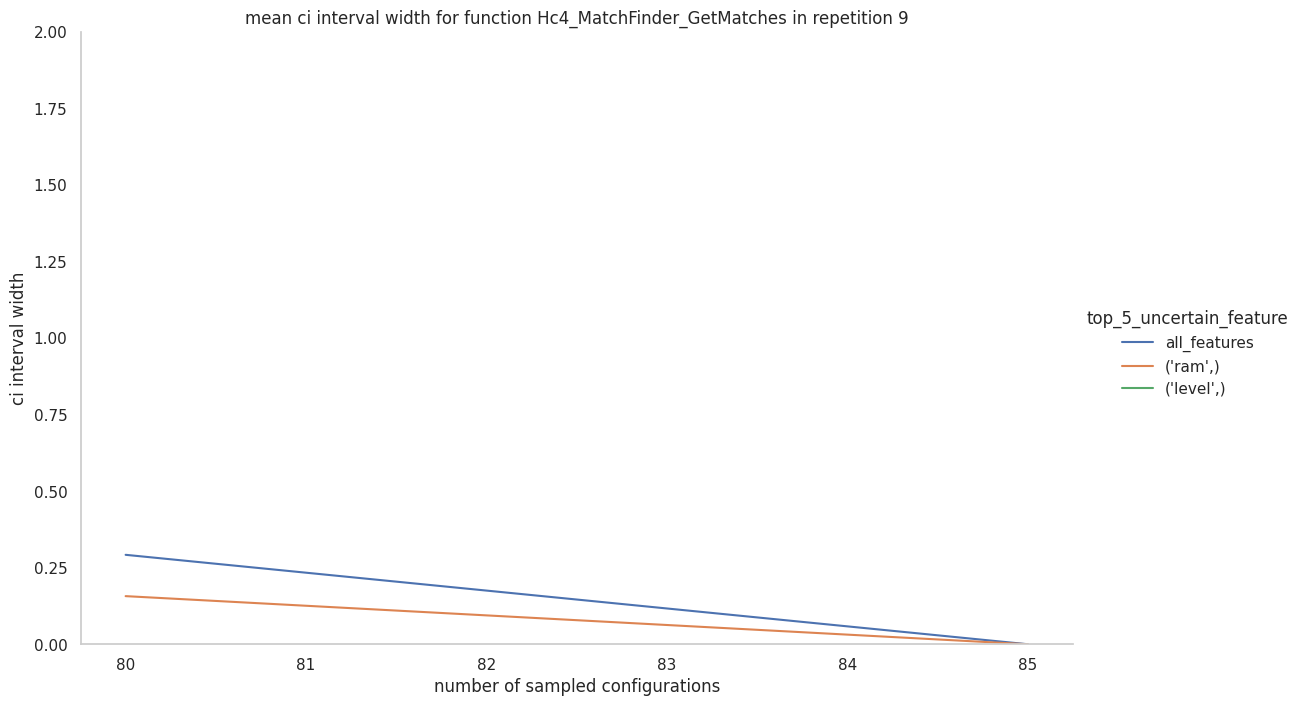 mean ci interval width for function Hc4_MatchFinder_GetMatches in repetition 9
2.00
1.75
1.50
1.25
1.00
0.75
0.50
0.25
0.00
ci interval width
80 81 82 83 84 85
number of sampled configurations
top_5_uncertain_feature
all_features
('ram',)
('level',)